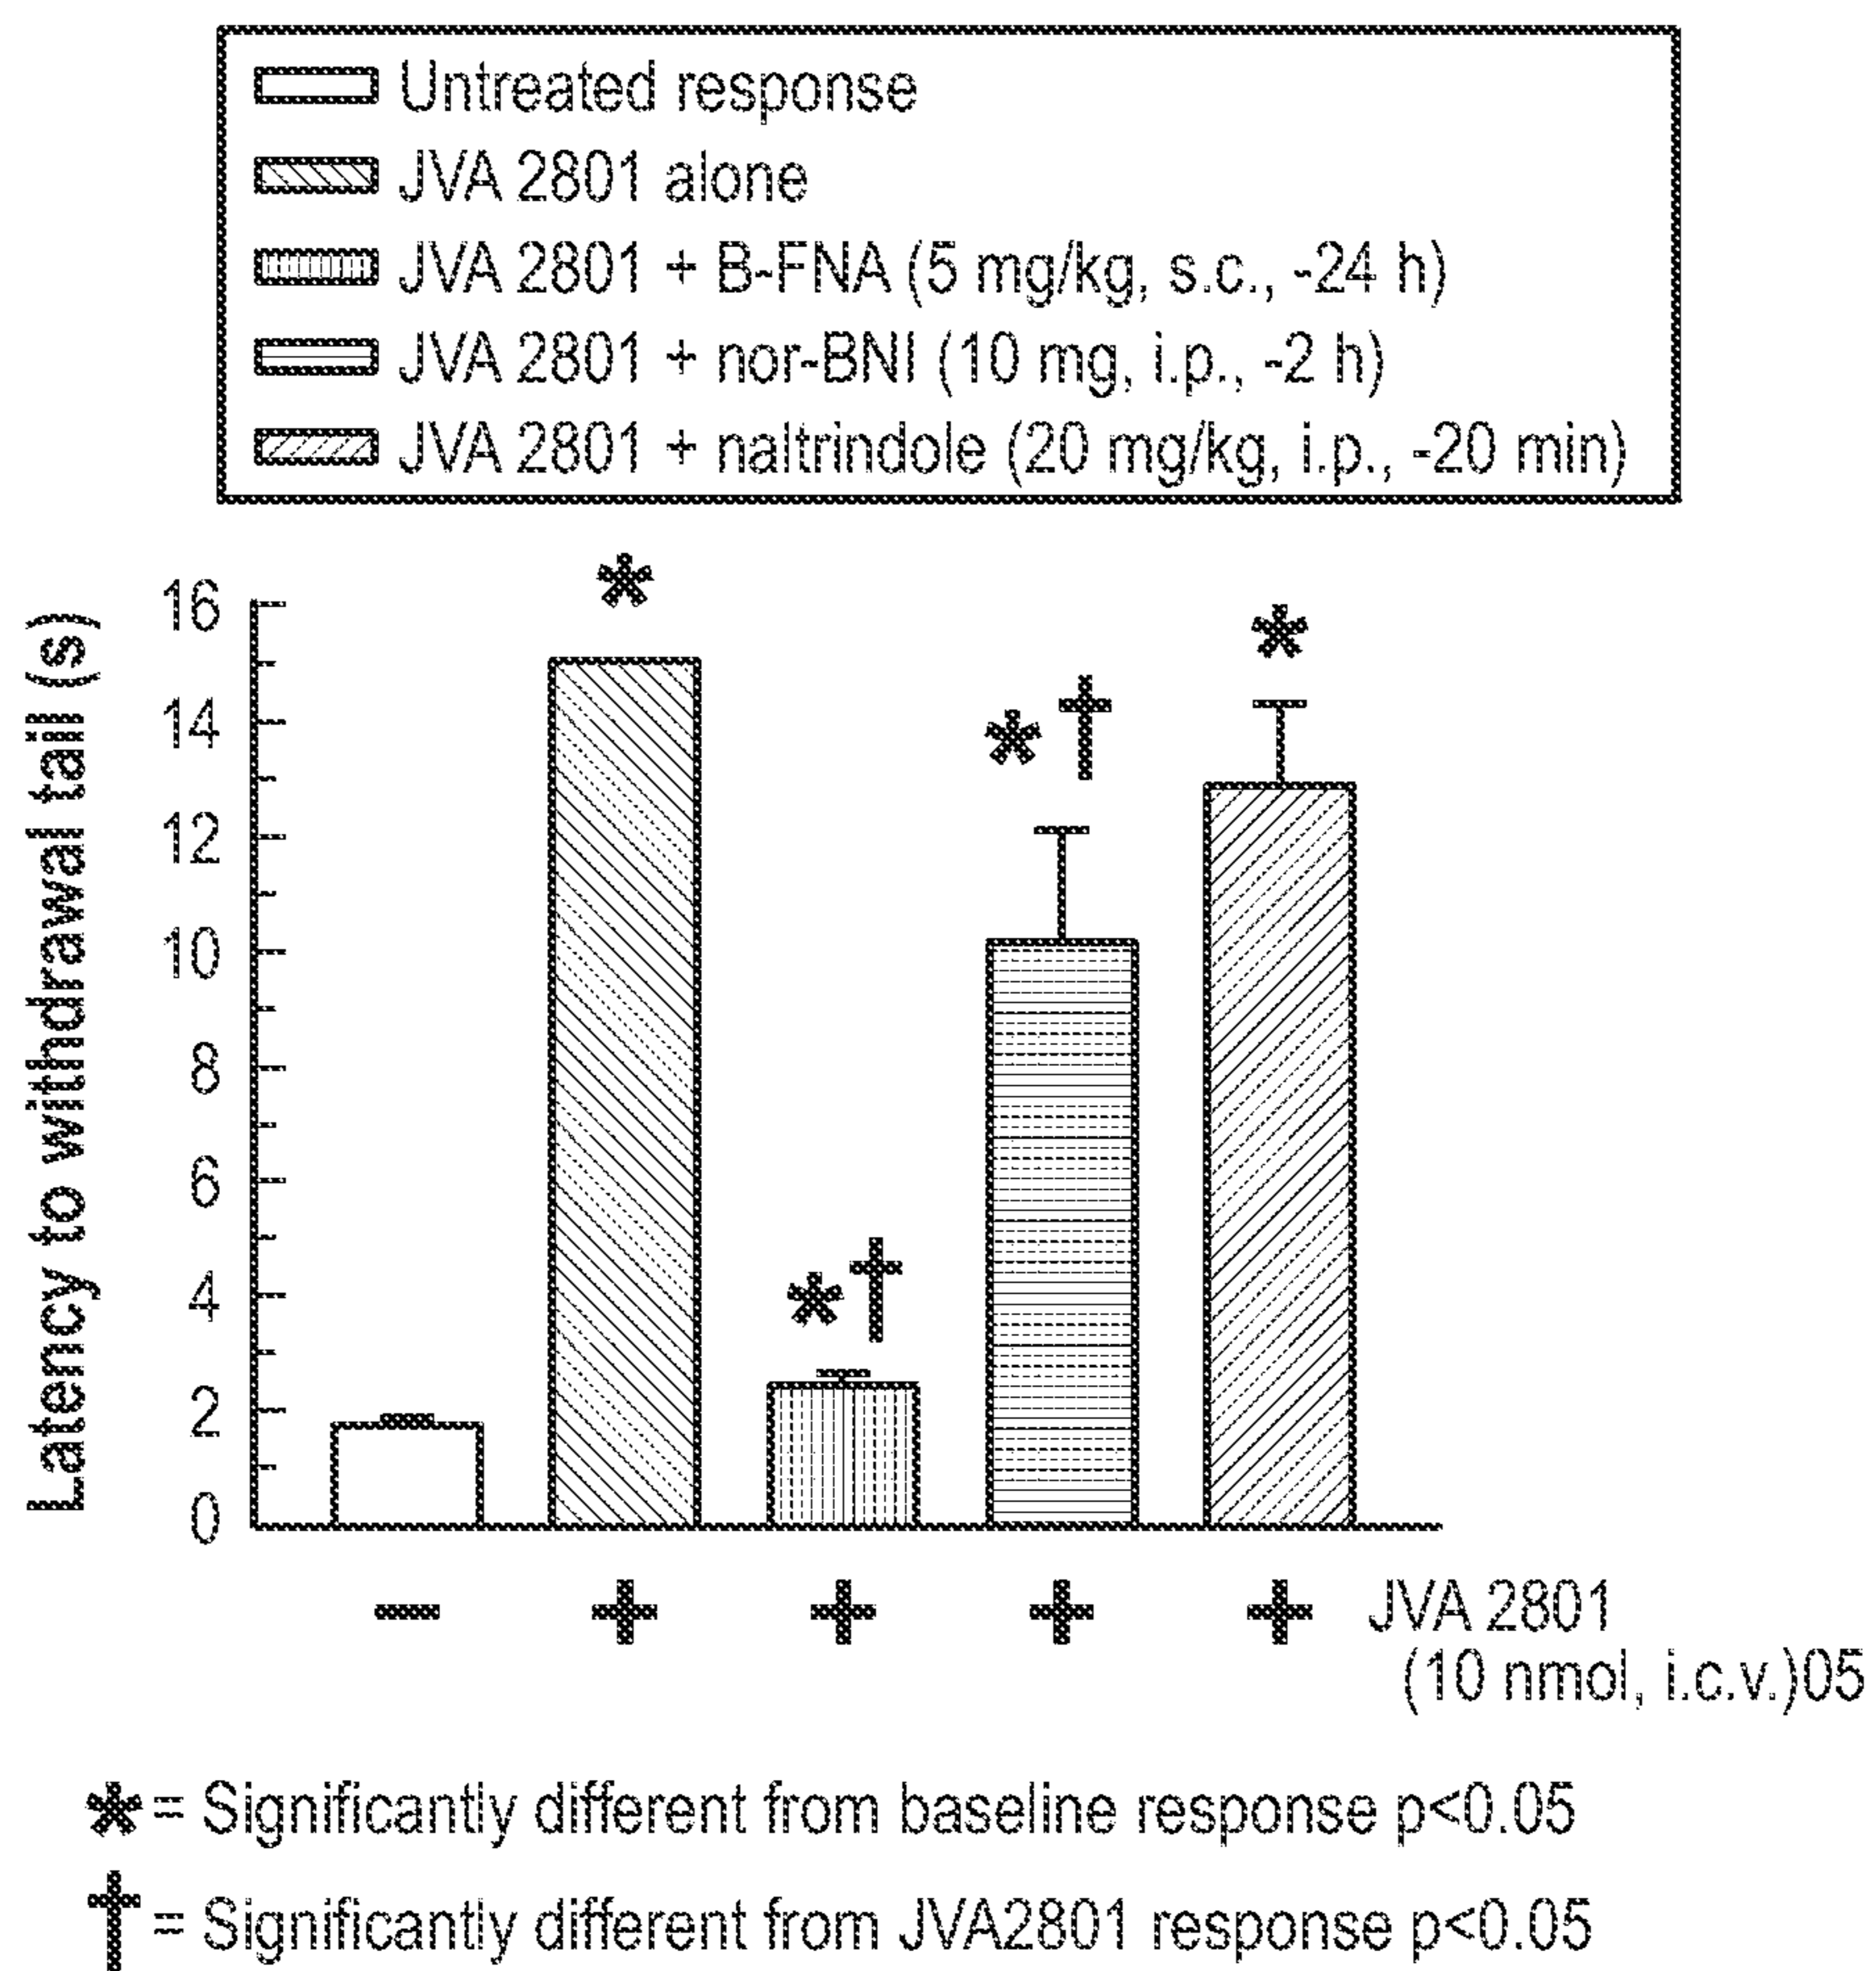 Untreated response
JVA 2801 alone
JVA 2801 + B-FNA (5 mg/kg, s.c., -24 h)
JVA 2801 + nor-BNI (10 mg, i.p., -2 h)
JVA 2801 + naltrindole (20 mg/kg, i.p., -20 min)
Latency to withdrawal tail (s)
16
14
12
10
8
6
4
2
0
*
*†
*†
*
− + + + + JVA 2801
(10 nmol, i.c.v.)05
* = Significantly different from baseline response p<0.05
† = Significantly different from JVA2801 response p<0.05